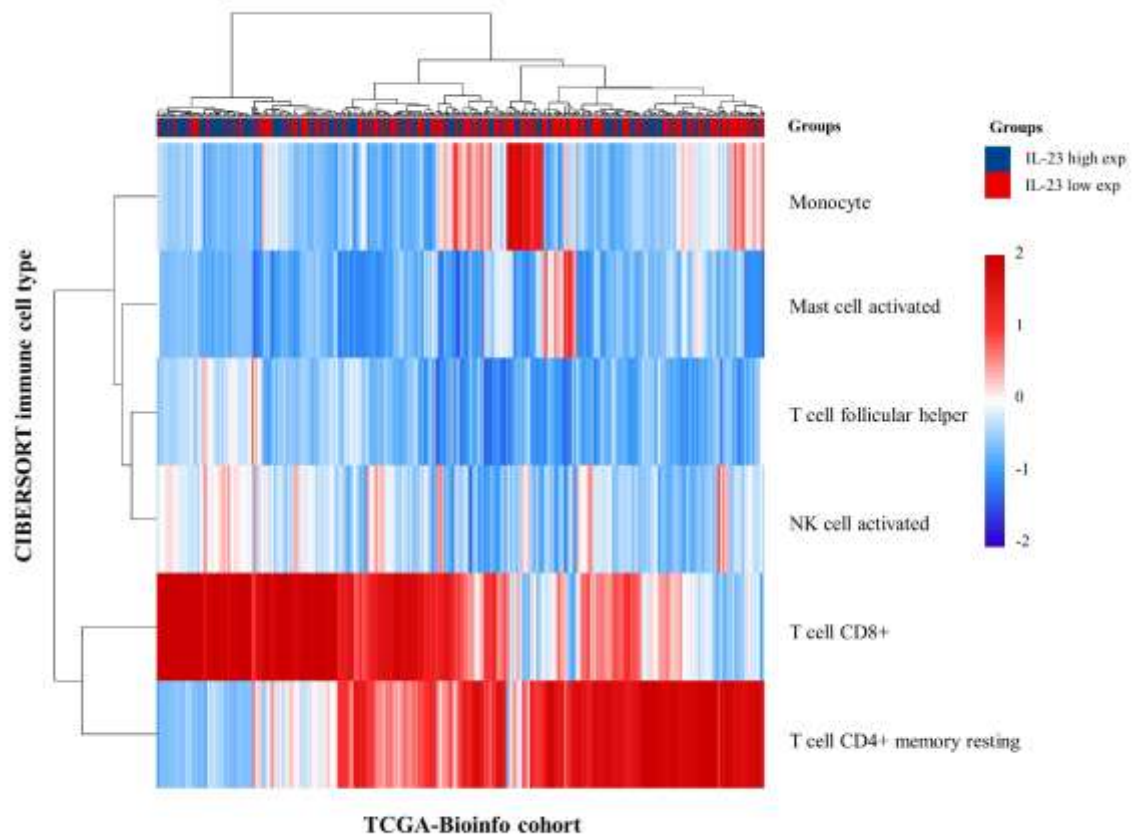 Groups
Groups
IL-23 high exp
IL-23 low exp
Monocyte
Mast cell activated
T cell follicular helper
NK cell activated
T cell CD8+
T cell CD4+ memory resting
2
1
0
-1
-2
CIBERSORT immune cell type
TCGA-Bioinfo cohort